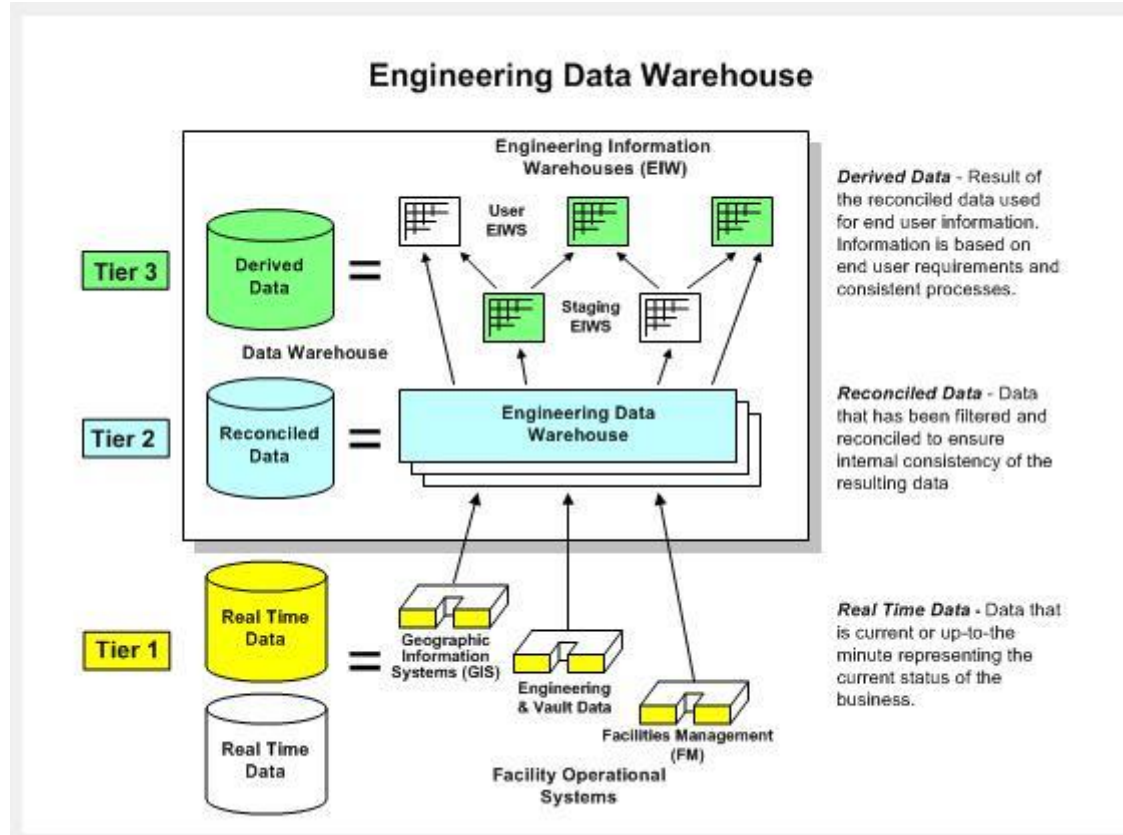 Engineering Data Warehouse
Engineering Information
Warehouses (EIW)
User
EIWS
Tier 3
Derived
Data
=
Staging
EIWS
Data Warehouse
Derived Data - Result of
the reconciled data used
for end user information.
Information is based on
end user requirements and
consistent processes.
Tier 2
Reconciled
Data
=
Engineering Data
Warehouse
Reconciled Data - Data
that has been filtered and
reconciled to ensure
internal consistency of the
resulting data
Tier 1
Real Time
Data
=
Real Time
Data
Geographic
Information
Systems (GIS)
Engineering
& Vault Data
Facilities Management
(FM)
Facility Operational
Systems
Real Time Data - Data that
is current or up-to-the
minute representing the
current status of the
business.